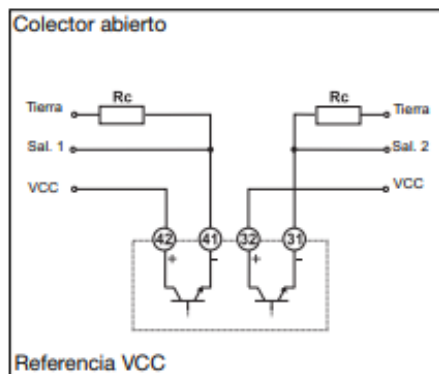 Colector abierto
Rc
Rc
Tierra
Tierra
Sal. 1
Sal. 2
VCC
VCC
42
41
32
31
+
-
+
-
Referencia VCC